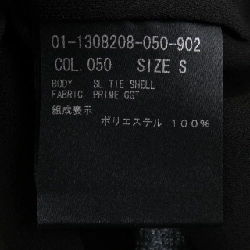 01-1308208-050-902
COL.050 SIZE S
BODY SL TIE SHELL
FABRIC PRIME GST
組成表示
ポリエステル 100%